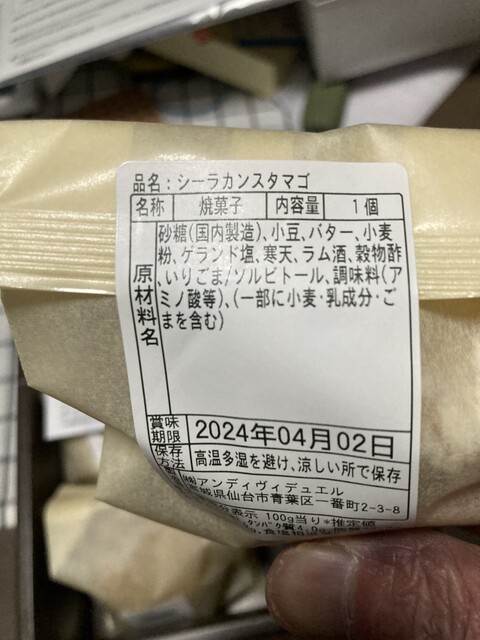 品名:シーラカンスタマゴ
名称 焼菓子 内容量 1個
原材料名
砂糖(国内製造)、小豆、バター、小麦
粉、ゲランド塩、寒天、ラム酒、穀物酢
、いりごま/ソルビトール、調味料(ア
ミノ酸等)、(一部に小麦・乳成分・ご
まを含む)
賞味期限 2024年04月02日
保存方法 高温多湿を避け、涼しい所で保存
㈱アンディヴィデュエル
宮城県仙台市青葉区一番町2-3-8
表示 100g当り*推定値